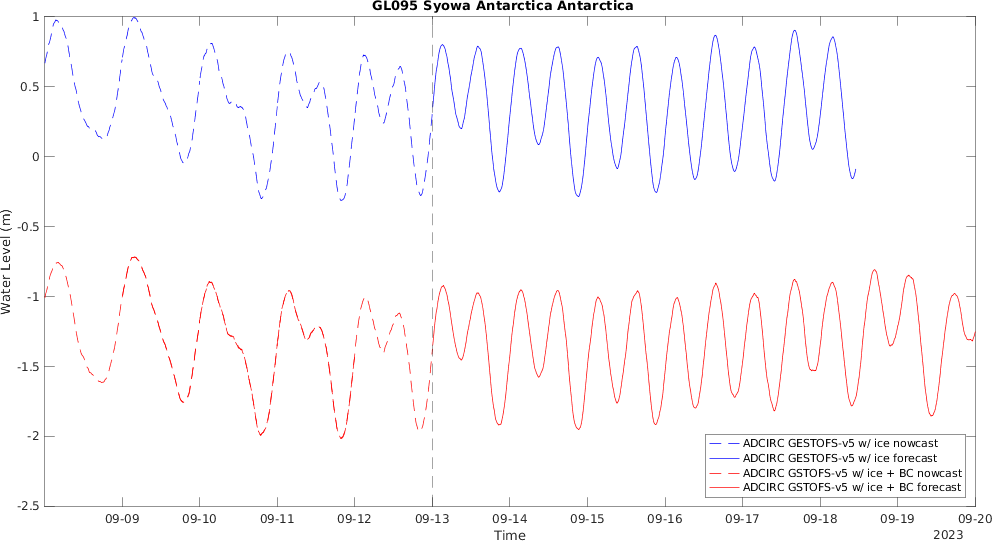 GL095 Syowa Antarctica Antarctica
1
0.5
0
-0.5
-1
-1.5
-2
-2.5
Water Level (m)
ADCIRC GESTOFS-v5 w/ ice nowcast
ADCIRC GESTOFS-v5 w/ ice forecast
ADCIRC GSTOFS-v5 w/ ice + BC nowcast
ADCIRC GSTOFS-v5 w/ ice + BC forecast
09-09 09-10 09-11 09-12 09-13 09-14 09-15 09-16 09-17 09-18 09-19 09-20
Time
2023